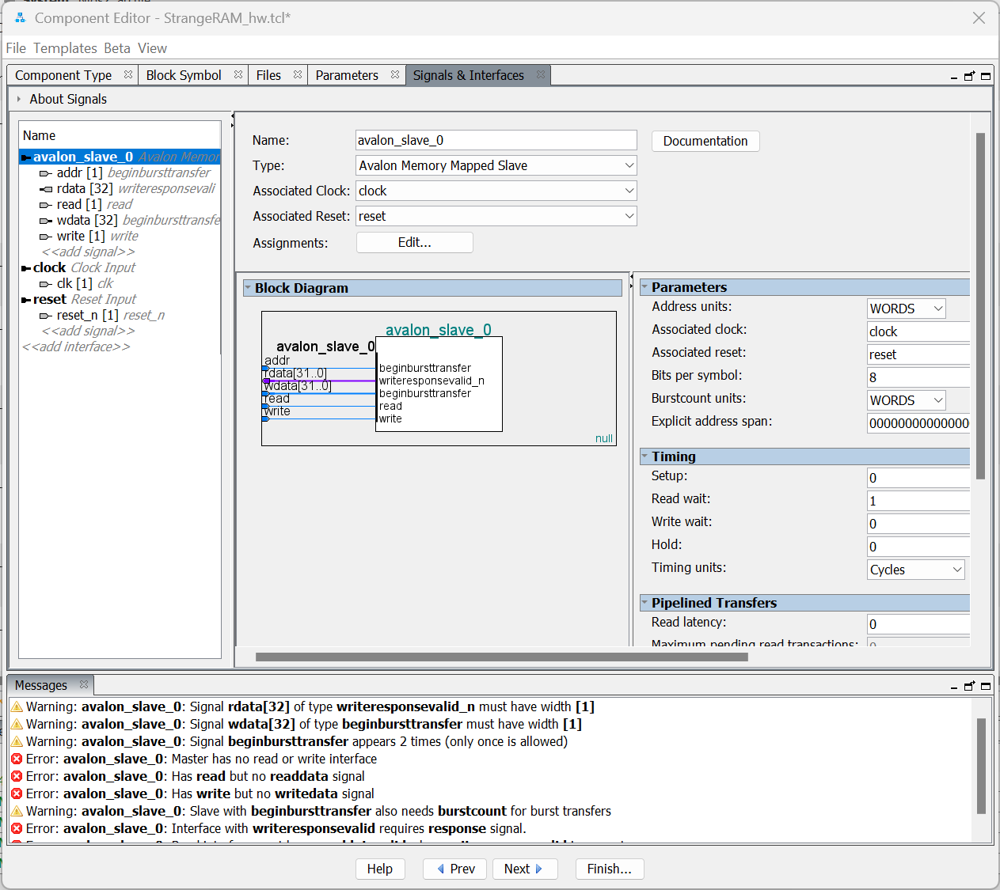 Component Editor - StrangeRAM_hw.tcl*
File Templates Beta View
Component Type Block Symbol Files Parameters Signals & Interfaces
About Signals
Name
avalon_slave_0 Avalon Memor
addr [1] beginbursttransfer
rdata [32] writeresponsevali
read [1] read
wdata [32] beginbursttransfe
write [1] write
<<add signal>>
clock Clock Input
clk [1] clk
reset Reset Input
reset_n [1] reset_n
<<add signal>>
<<add interface>>
Name: avalon_slave_0 Documentation
Type: Avalon Memory Mapped Slave
Associated Clock: clock
Associated Reset: reset
Assignments: Edit...
Block Diagram
avalon_slave_0
avalon_slave_0
addr
beginbursttransfer
rdata[31..0]
writeresponsevalid_n
wdata[31..0]
beginbursttransfer
read
read
write
write
null
Parameters
Address units: WORDS
Associated clock: clock
Associated reset: reset
Bits per symbol: 8
Burstcount units: WORDS
Explicit address span: 00000000000000
Timing
Setup: 0
Read wait: 1
Write wait: 0
Hold: 0
Timing units: Cycles
Pipelined Transfers
Read latency: 0
Maximum pending read transactions: 0
Messages
Warning: avalon_slave_0: Signal rdata[32] of type writeresponsevalid_n must have width [1]
Warning: avalon_slave_0: Signal wdata[32] of type beginbursttransfer must have width [1]
Warning: avalon_slave_0: Signal beginbursttransfer appears 2 times (only once is allowed)
Error: avalon_slave_0: Master has no read or write interface
Error: avalon_slave_0: Has read but no readdata signal
Error: avalon_slave_0: Has write but no writedata signal
Warning: avalon_slave_0: Slave with beginbursttransfer also needs burstcount for burst transfers
Error: avalon_slave_0: Interface with writeresponsevalid requires response signal.
Help Prev Next Finish...